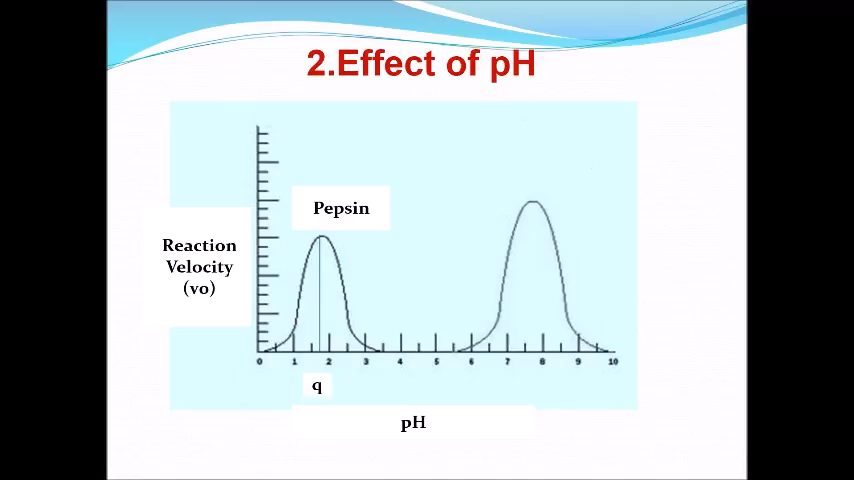 2.Effect of pH
Pepsin
Reaction
Velocity
(vo)
0 1 2 3 4 5 6 7 8 9 10
q
pH